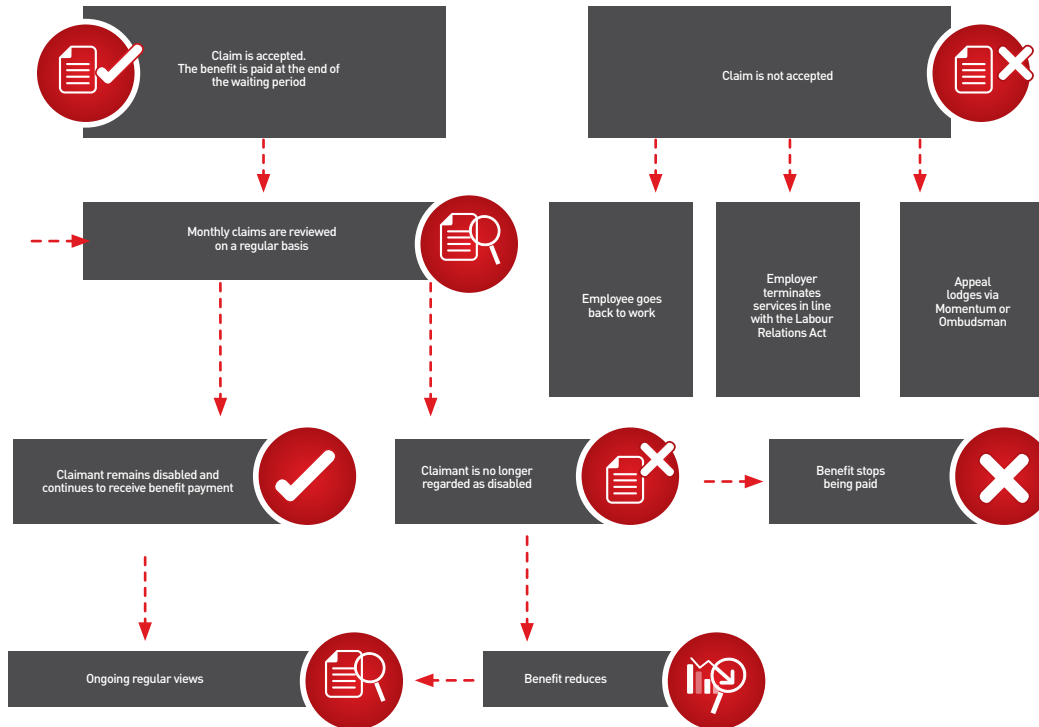 Claim is accepted.
The benefit is paid at the end of
the waiting period
Claim is not accepted
Monthly claims are reviewed
on a regular basis
Employee goes
back to work
Employer
terminates
services in line
with the Labour
Relations Act
Appeal
lodges via
Momentum or
Ombudsman
Claimant remains disabled and
continues to receive benefit payment
Claimant is no longer
regarded as disabled
Benefit stops
being paid
Ongoing regular views
Benefit reduces